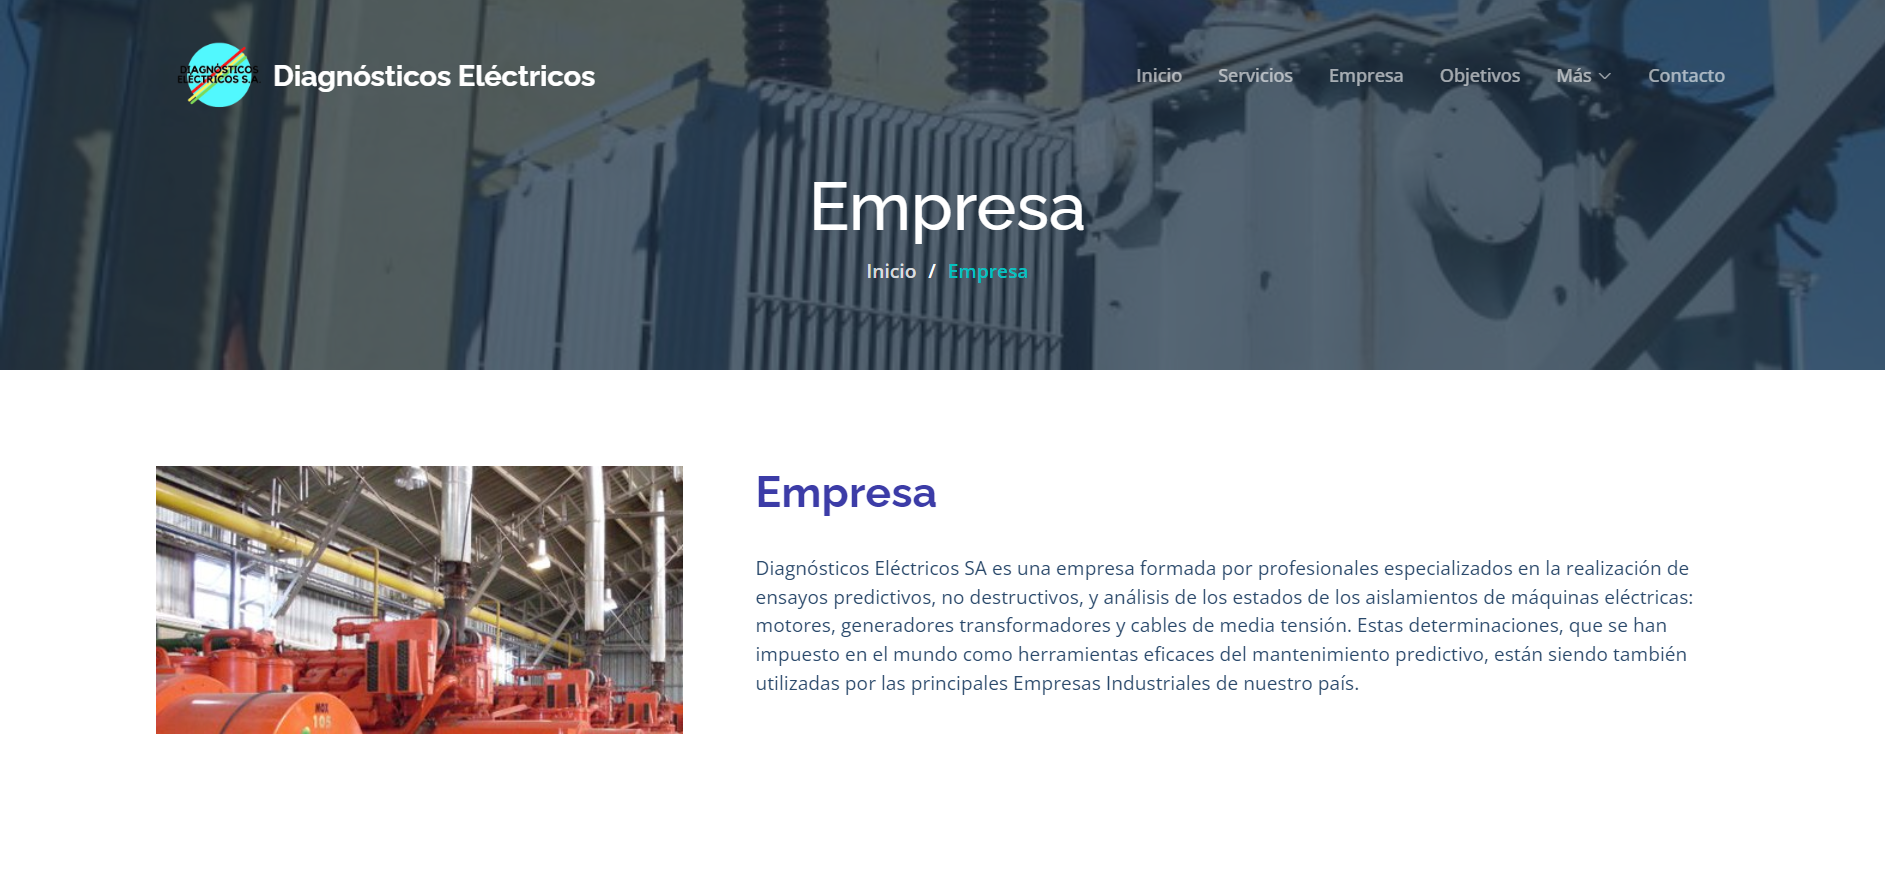 DIAGNÓSTICOS
ELÉCTRICOS S.A.
Diagnósticos Eléctricos
Inicio Servicios Empresa Objetivos Más Contacto
Empresa
Inicio / Empresa
Empresa
Diagnósticos Eléctricos SA es una empresa formada por profesionales especializados en la realización de
ensayos predictivos, no destructivos, y análisis de los estados de los aislamientos de máquinas eléctricas:
motores, generadores transformadores y cables de media tensión. Estas determinaciones, que se han
impuesto en el mundo como herramientas eficaces del mantenimiento predictivo, están siendo también
utilizadas por las principales Empresas Industriales de nuestro país.
MOX
105